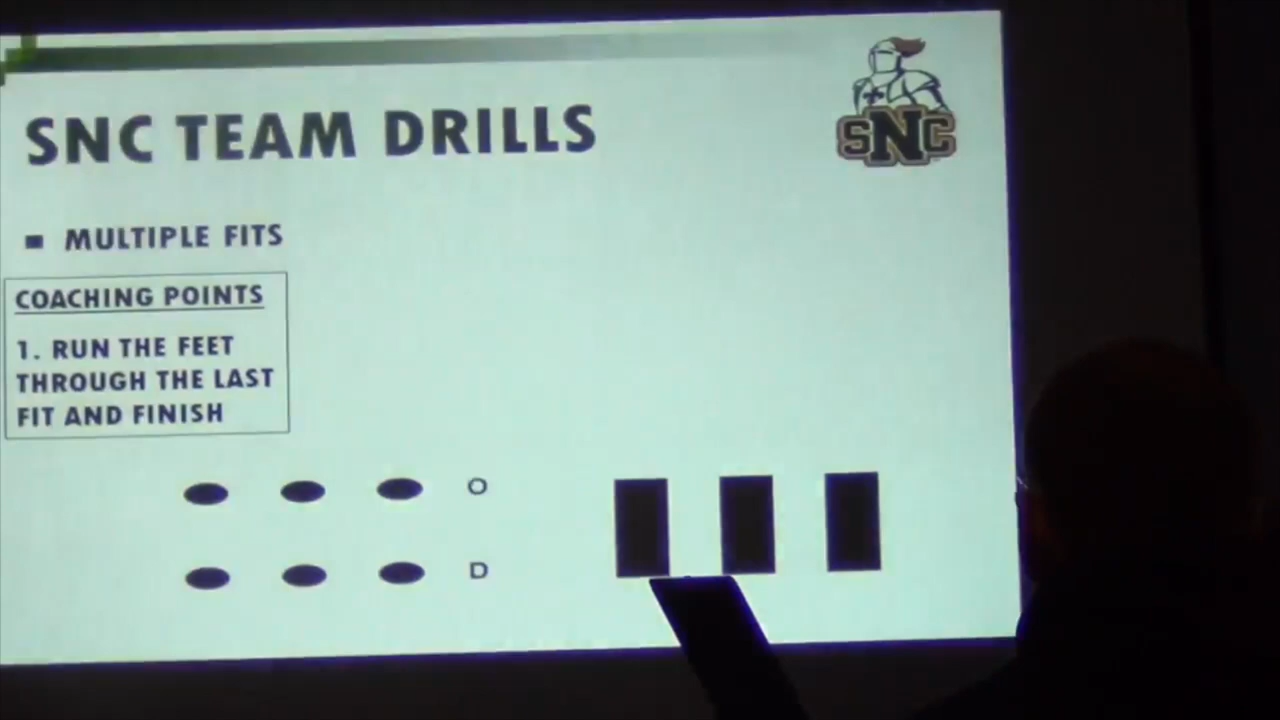 SNC TEAM DRILLS
SNC
MULTIPLE FITS
COACHING POINTS
1. RUN THE FEET
THROUGH THE LAST
FIT AND FINISH
O
D